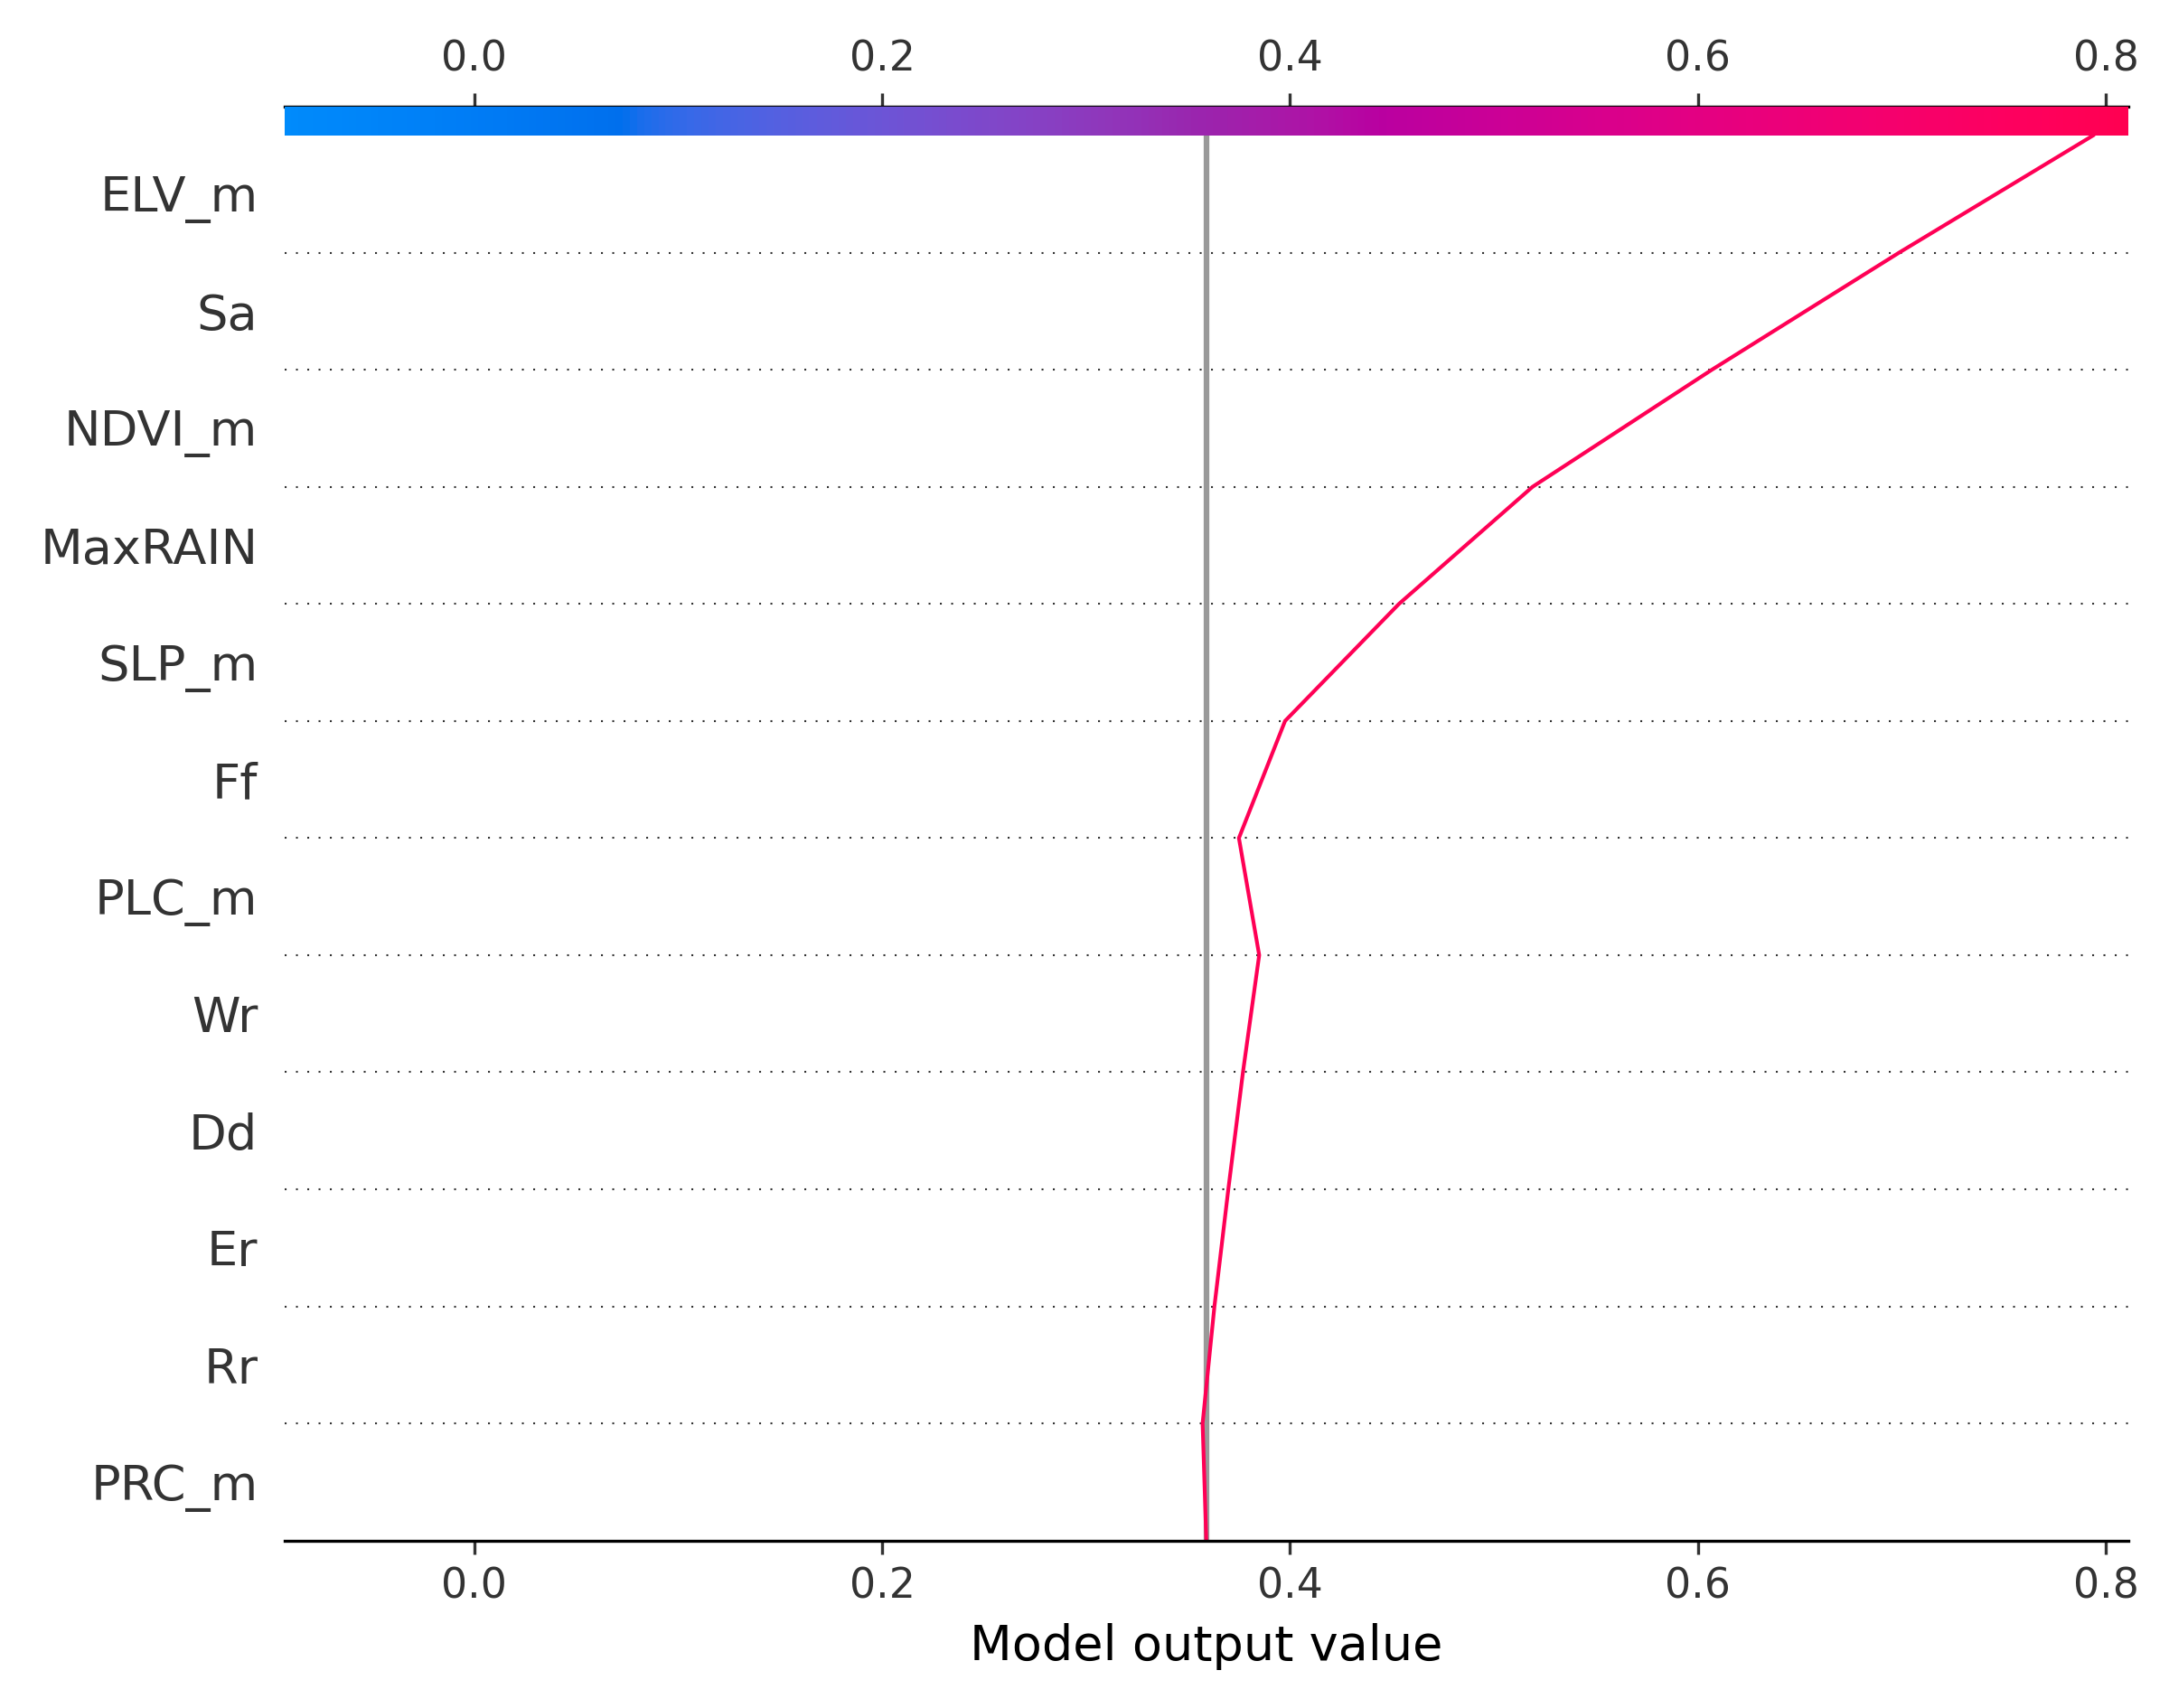 0.0 0.2 0.4 0.6 0.8
ELV_m
Sa
NDVI_m
MaxRAIN
SLP_m
Ff
PLC_m
Wr
Dd
Er
Rr
PRC_m
0.0 0.2 0.4 0.6 0.8
Model output value